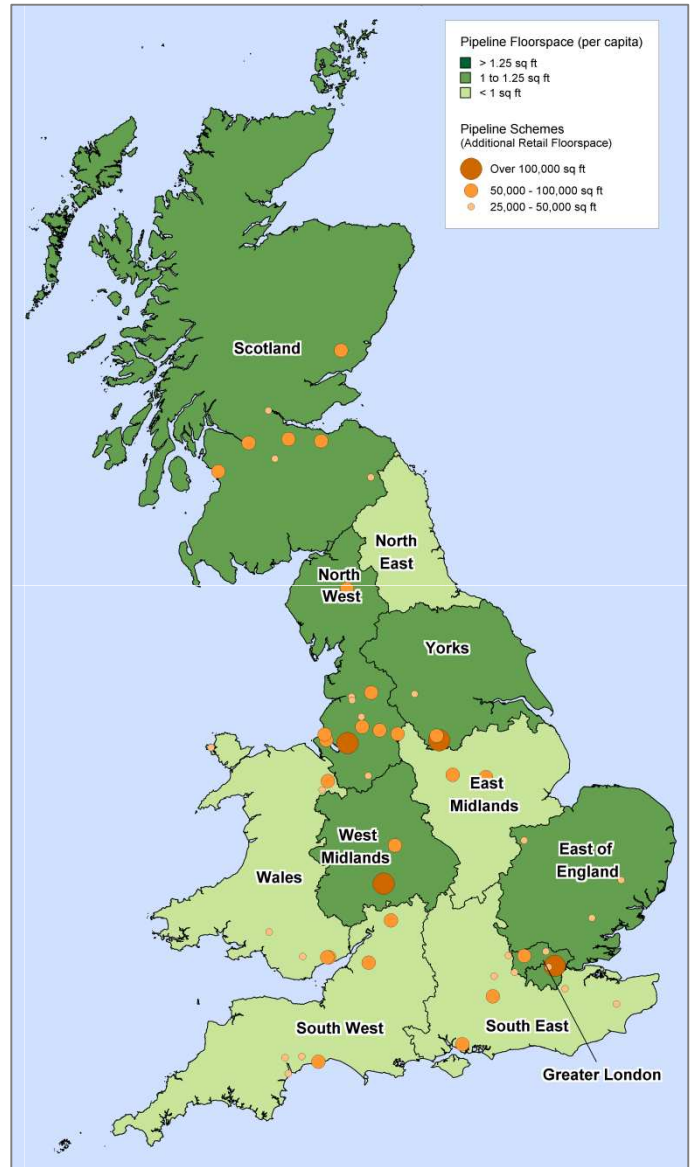 Pipeline Floorspace (per capita)
> 1.25 sq ft
1 to 1.25 sq ft
< 1 sq ft
Pipeline Schemes
(Additional Retail Floorspace)
Over 100,000 sq ft
50,000 - 100,000 sq ft
25,000 - 50,000 sq ft
Scotland
North
East
North
West
Yorks
East
Midlands
West
Midlands
East of
England
Wales
South West
South East
Greater London